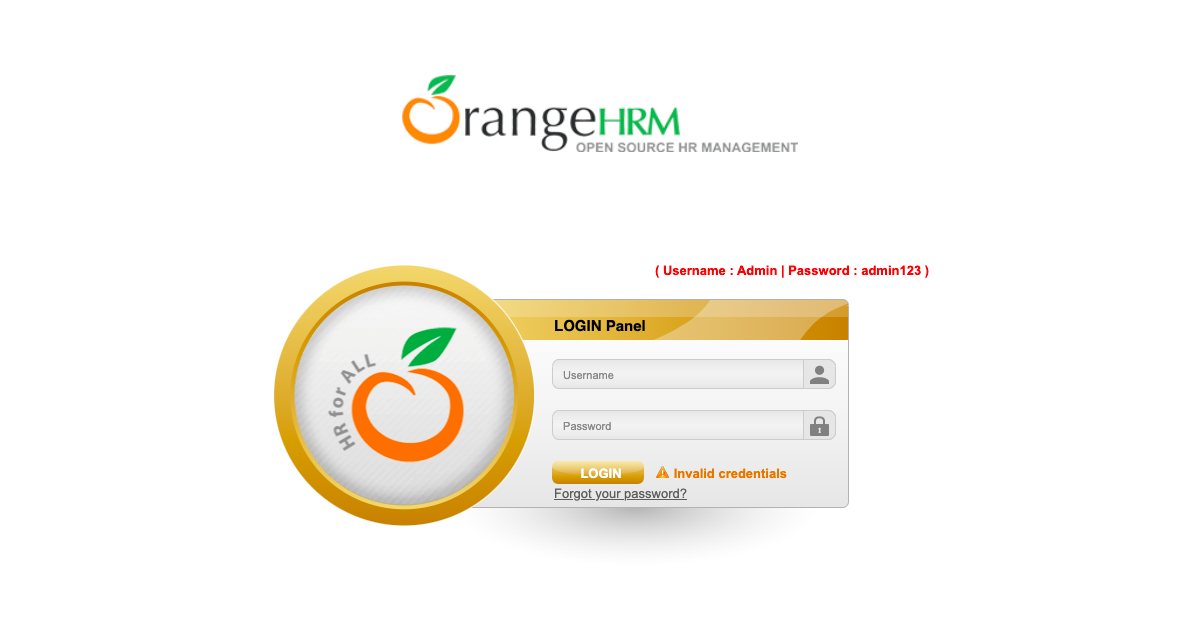 OrangeHRM
OPEN SOURCE HR MANAGEMENT
( Username : Admin | Password : admin123 )
HR for ALL
LOGIN Panel
Username
Password
1
LOGIN
Invalid credentials
Forgot your password?